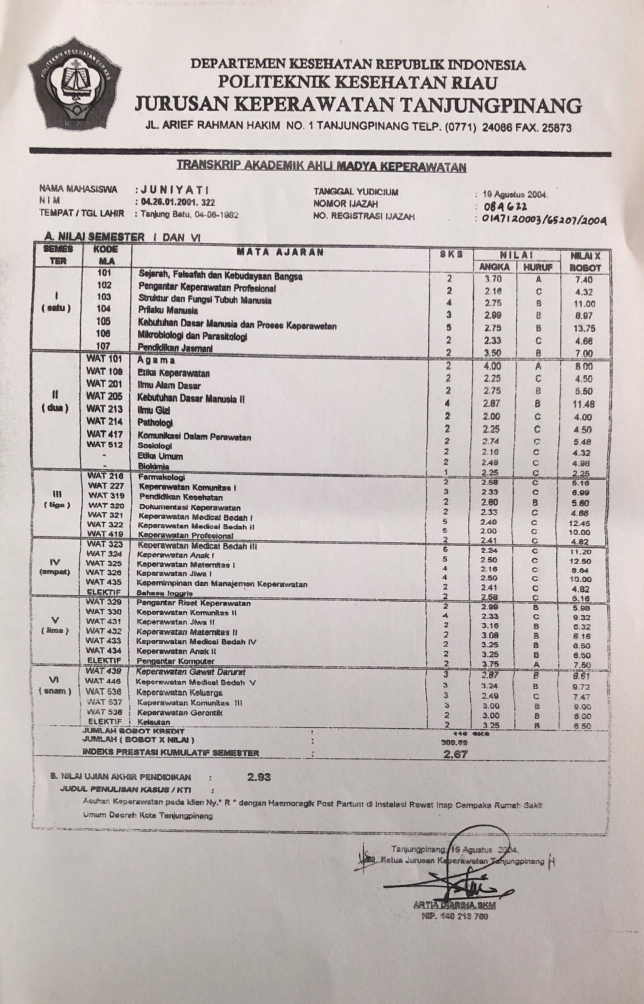 DEPARTEMEN KESEHATAN REPUBLIK INDONESIA
POLITEKNIK KESEHATAN RIAU
JURUSAN KEPERAWATAN TANJUNGPINANG
JL. ARIEF RAHMAN HAKIM NO. 1 TANJUNGPINANG TELP. (0771) 24086 FAX. 25873
TRANSKRIP AKADEMIK AHLI MADYA KEPERAWATAN
NAMA MAHASISWA : JUNIYATI TANGGAL YUDICIUM : 19 Agustus 2004.
NIM : 04.26.01.2001. 322 NOMOR IJAZAH : 084622
TEMPAT / TGL LAHIR : Tanjung Batu, 04-06-1982 NO. REGISTRASI IJAZAH : 0147120003/65207/2004
A. NILAI SEMESTER I DAN VI
SEMES TER KODE M.A MATA AJARAN SKS NILAI NILAI X BOBOT
ANGKA HURUF
I ( satu )
101 Sejarah, Falsafah dan Kebudayaan Bangsa 2 3.70 A 7.40
102 Pengantar Keperawatan Profesional 2 2.16 C 4.32
103 Struktur dan Fungsi Tubuh Manusia 4 2.75 B 11.00
104 Prilaku Manusia 3 2.99 B 8.97
105 Kebutuhan Dasar Manusia dan Proses Keperawatan 5 2.75 B 13.75
106 Mikrobiologi dan Parasitologi 2 2.33 C 4.66
107 Pendidikan Jasmani 2 3.50 B 7.00
II ( dua )
WAT 101 Agama 2 4.00 A 8.00
WAT 108 Etika Keperawatan 2 2.25 C 4.50
WAT 201 Ilmu Alam Dasar 2 2.75 B 5.50
WAT 205 Kebutuhan Dasar Manusia II 4 2.87 B 11.48
WAT 213 Ilmu Gizi 2 2.00 C 4.00
WAT 214 Pathologi 2 2.25 C 4.50
WAT 417 Komunikasi Dalam Perawatan 2 2.74 C 5.48
WAT 512 Sosiologi 2 2.16 C 4.32
- Etika Umum 2 2.49 C 4.98
- Biokimia 1 2.25 C 2.25
III ( tiga )
WAT 216 Farmakologi 2 2.58 C 5.16
WAT 227 Keperawatan Komunitas I 3 2.33 C 6.99
WAT 319 Pendidikan Kesehatan 2 2.80 B 5.60
WAT 320 Dokumentasi Keperawatan 2 2.33 C 4.66
WAT 321 Keperawatan Medical Bedah I 5 2.49 C 12.45
WAT 322 Keperawatan Medical Bedah II 5 2.00 C 10.00
WAT 419 Keperawatan Profesional 2 2.41 C 4.82
IV (empat)
WAT 323 Keperawatan Medical Bedah III 5 2.24 C 11.20
WAT 324 Keperawatan Anak I 5 2.50 C 12.50
WAT 325 Keperawatan Maternitas I 4 2.16 C 8.64
WAT 326 Keperawatan Jiwa I 4 2.50 C 10.00
WAT 435 Kepemimpinan dan Manajemen Keperawatan 2 2.41 C 4.82
ELEKTIF Bahasa Inggris 2 2.58 C 5.16
V ( lima )
WAT 329 Pengantar Riset Keperawatan 2 2.99 B 5.98
WAT 330 Keperawatan Komunitas II 4 2.33 C 9.32
WAT 431 Keperawatan Jiwa II 2 3.16 B 6.32
WAT 432 Keperawatan Maternitas II 2 3.08 B 6.16
WAT 433 Keperawatan Medical Bedah IV 2 3.25 B 6.50
WAT 434 Keperawatan Anak II 2 3.25 B 6.50
ELEKTIF Pengantar Komputer 2 3.75 A 7.50
VI ( enam )
WAT 439 Keperawatan Gawat Darurat 3 2.87 B 8.61
WAT 446 Keperawatan Medical Bedah V 3 3.24 B 9.72
WAT 536 Keperawatan Keluarga 3 2.49 C 7.47
WAT 537 Keperawatan Komunitas III 3 3.00 B 9.00
WAT 538 Keperawatan Gerontik 2 3.00 B 6.00
ELEKTIF Kelautan 2 3.25 B 6.50
JUMLAH BOBOT KREDIT : SKS
JUMLAH ( BOBOT X NILAI ) : 309.69
INDEKS PRESTASI KUMULATIF SEMESTER : 2.67
B. NILAI UJIAN AKHIR PENDIDIKAN : 2.93
JUDUL PENULISAN KASUS / KTI :
Asuhan Keperawatan pada klien Ny." R " dengan Haemoragik Post Partum di Instalasi Rawat Inap Cempaka Rumah Sakit
Umum Daerah Kota Tanjungpinang
Tanjungpinang, 19 Agustus 2004.
Ketua Jurusan Keperawatan Tanjungpinang
NIP. 140 218 769